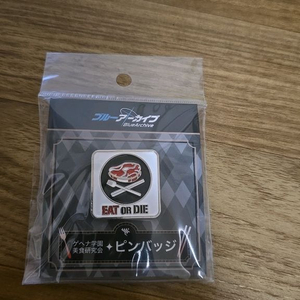 ブルーアーカイブ
BlueArchive
EAT OR DIE
ゲヘナ学園
美食研究会
ピンバッジ